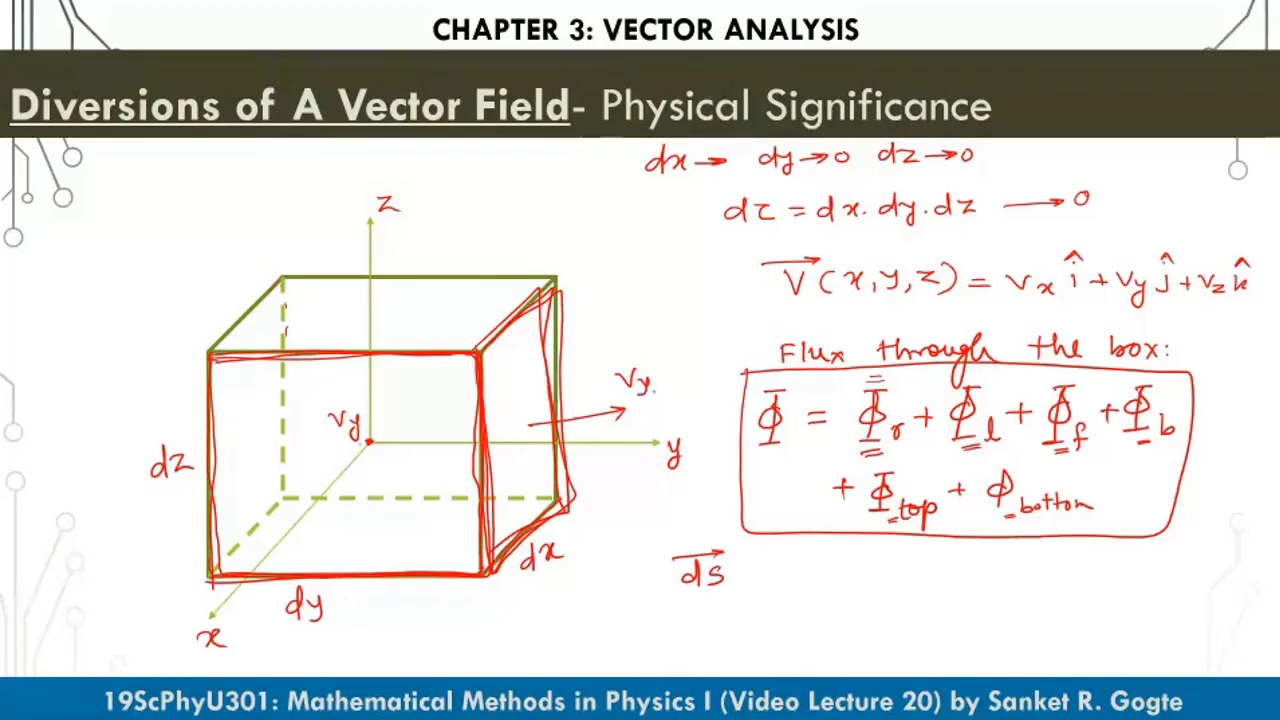 CHAPTER 3: VECTOR ANALYSIS
Diversions of A Vector Field- Physical Significance
dx→ dy→0 dz→0
dτ = dx. dy. dz → 0
V⃗ (x, y, z) = vx î + vy ĵ + vz k̂
Flux through the box:
Φ = Φr + Φl + Φf + Φb
+ Φtop + Φbottom
z
vy
vy.
y
dz
dx
dy
x
ds⃗
19ScPhyU301: Mathematical Methods in Physics I (Video Lecture 20) by Sanket R. Gogte